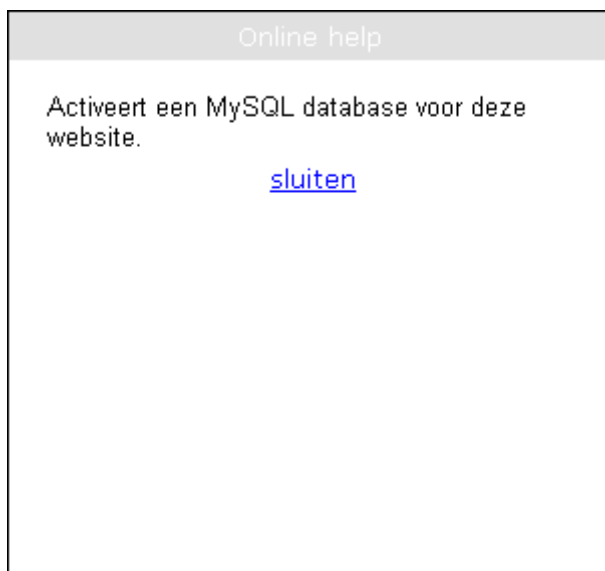 Online help
Activeert een MySQL database voor deze
website.
sluiten